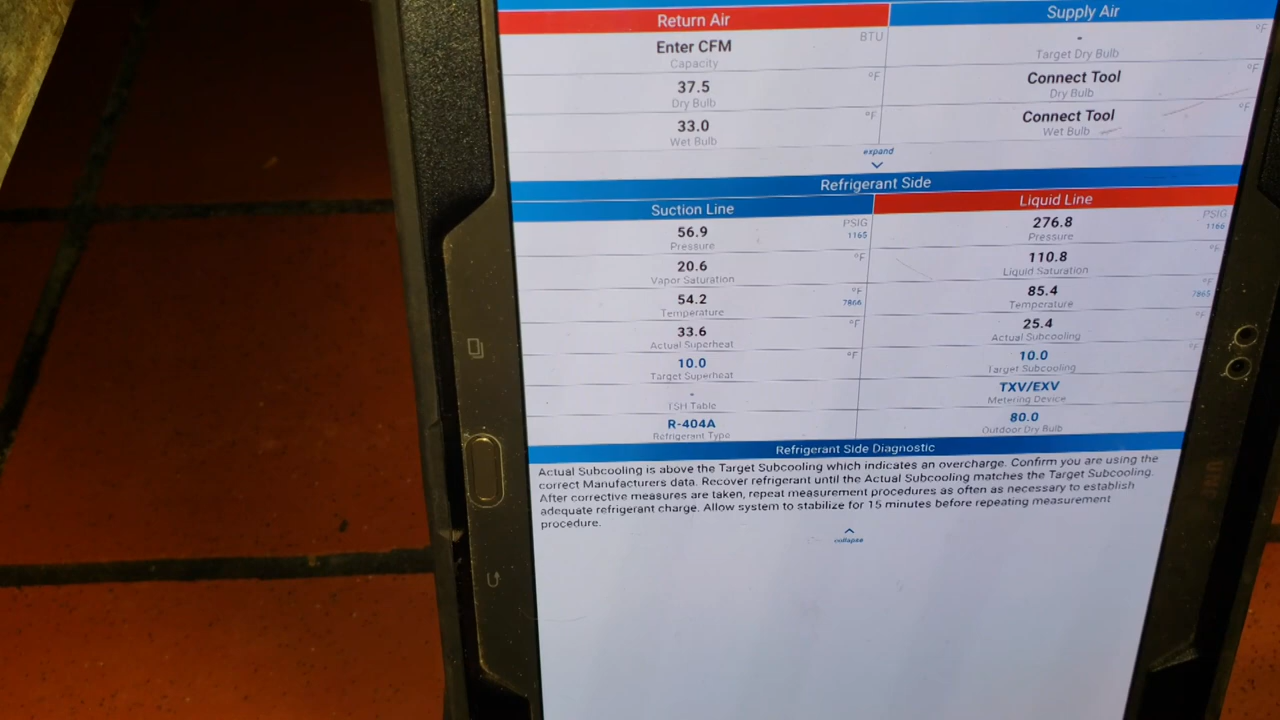 Return Air
Supply Air
Enter CFM
BTU
Capacity
-
°F
Target Dry Bulb
37.5
°F
Dry Bulb
Connect Tool
°F
Dry Bulb
33.0
°F
Wet Bulb
Connect Tool
°F
Wet Bulb
expand
Refrigerant Side
Suction Line
Liquid Line
56.9
PSIG
1165
Pressure
276.8
PSIG
1166
Pressure
20.6
°F
Vapor Saturation
110.8
°F
Liquid Saturation
54.2
°F
7866
Temperature
85.4
°F
7865
Temperature
33.6
°F
Actual Superheat
25.4
°F
Actual Subcooling
10.0
°F
Target Superheat
10.0
°F
Target Subcooling
-
TSH Table
TXV/EXV
Metering Device
R-404A
Refrigerant Type
80.0
Outdoor Dry Bulb
Refrigerant Side Diagnostic
Actual Subcooling is above the Target Subcooling which indicates an overcharge. Confirm you are using the
correct Manufacturers data. Recover refrigerant until the Actual Subcooling matches the Target Subcooling.
After corrective measures are taken, repeat measurement procedures as often as necessary to establish
adequate refrigerant charge. Allow system to stabilize for 15 minutes before repeating measurement
procedure.
collapse